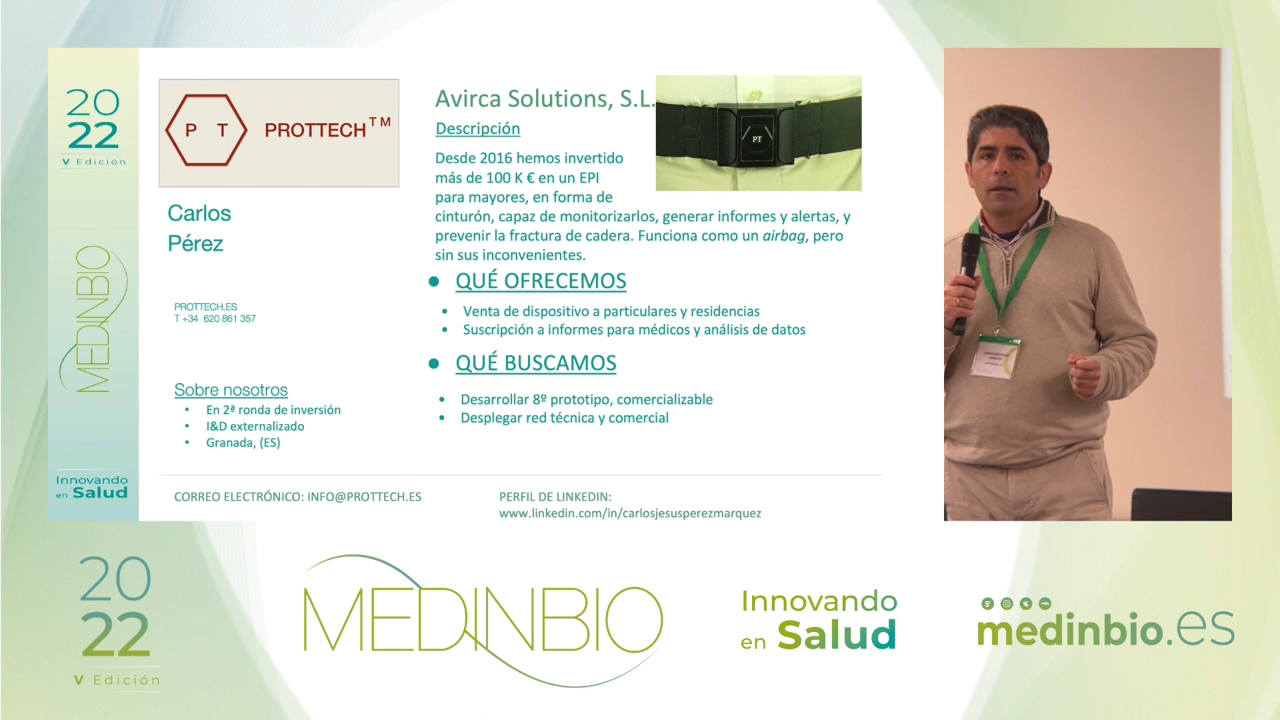 20
22
V Edición
MEDINBIO
Innovando
en Salud
P T PROTTECH™
Carlos
Pérez
PROTTECH.ES
T +34 620 861 357
Sobre nosotros
• En 2ª ronda de inversión
• I&D externalizado
• Granada, (ES)
Avirca Solutions, S.L.
Descripción
Desde 2016 hemos invertido
más de 100 K € en un EPI
para mayores, en forma de
cinturón, capaz de monitorizarlos, generar informes y alertas, y
prevenir la fractura de cadera. Funciona como un airbag, pero
sin sus inconvenientes.
PT
• QUÉ OFRECEMOS
• Venta de dispositivo a particulares y residencias
• Suscripción a informes para médicos y análisis de datos
• QUÉ BUSCAMOS
• Desarrollar 8º prototipo, comercializable
• Desplegar red técnica y comercial
CORREO ELECTRÓNICO: INFO@PROTTECH.ES
PERFIL DE LINKEDIN:
www.linkedin.com/in/carlosjesusperezmarquez
20
22
V Edición
MEDINBIO
Innovando
en Salud
medinbio.es